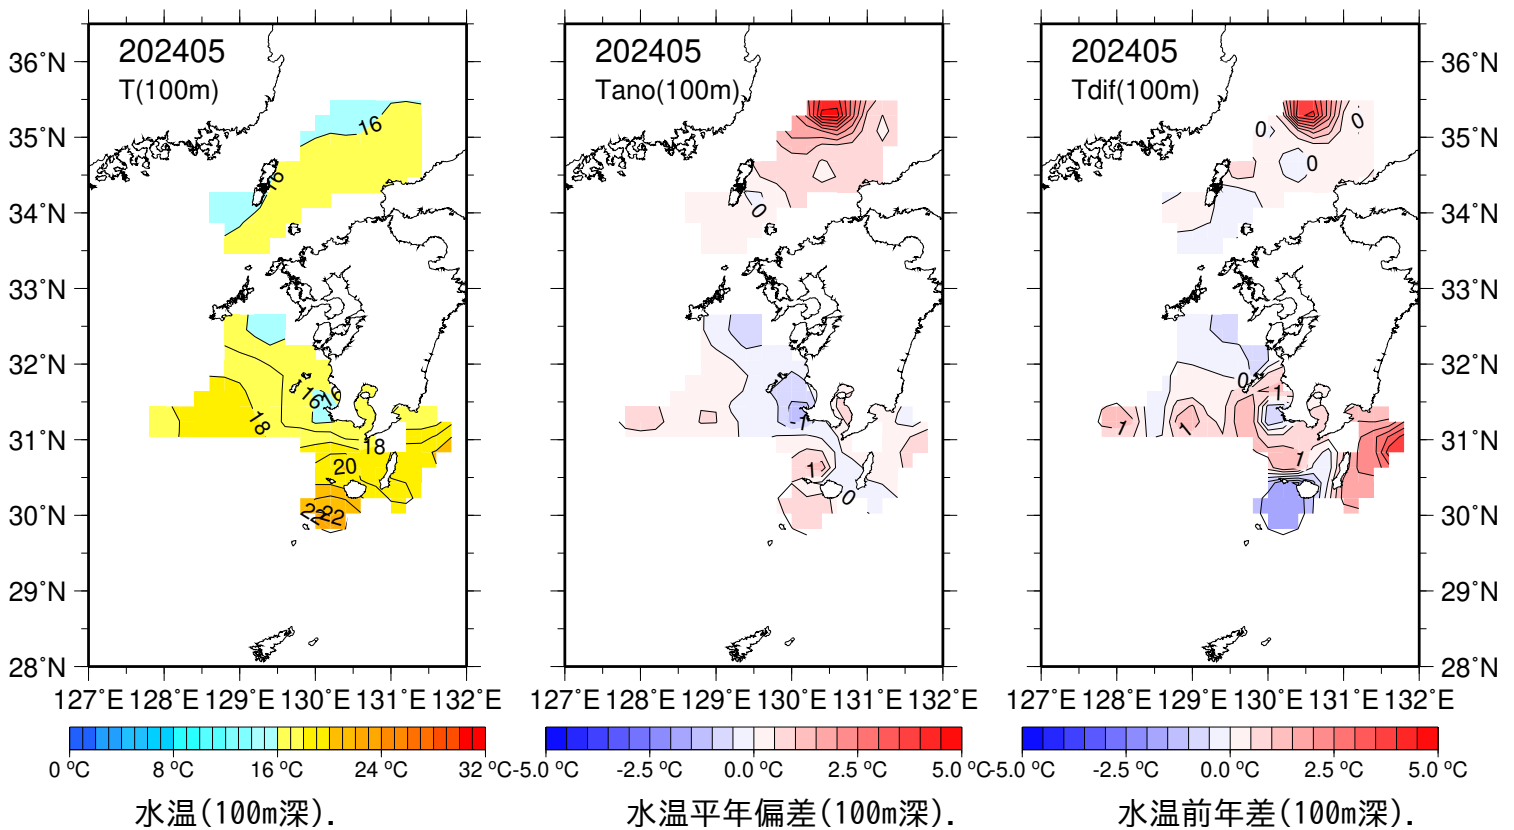 202405
T(100m)
202405
Tano(100m)
202405
Tdif(100m)
36°N
35°N
34°N
33°N
32°N
31°N
30°N
29°N
28°N
36°N
35°N
34°N
33°N
32°N
31°N
30°N
29°N
28°N
16
16
16
16
18
18
20
22
22
0
-1
1
0
0
0
0
0
1
1
1
1
127°E 128°E 129°E 130°E 131°E 132°E
127°E 128°E 129°E 130°E 131°E 132°E
127°E 128°E 129°E 130°E 131°E 132°E
0 °C 8 °C 16 °C 24 °C 32 °C
-5.0 °C -2.5 °C 0.0 °C 2.5 °C 5.0 °C
-5.0 °C -2.5 °C 0.0 °C 2.5 °C 5.0 °C
水温(100m深).
水温平年偏差(100m深).
水温前年差(100m深).